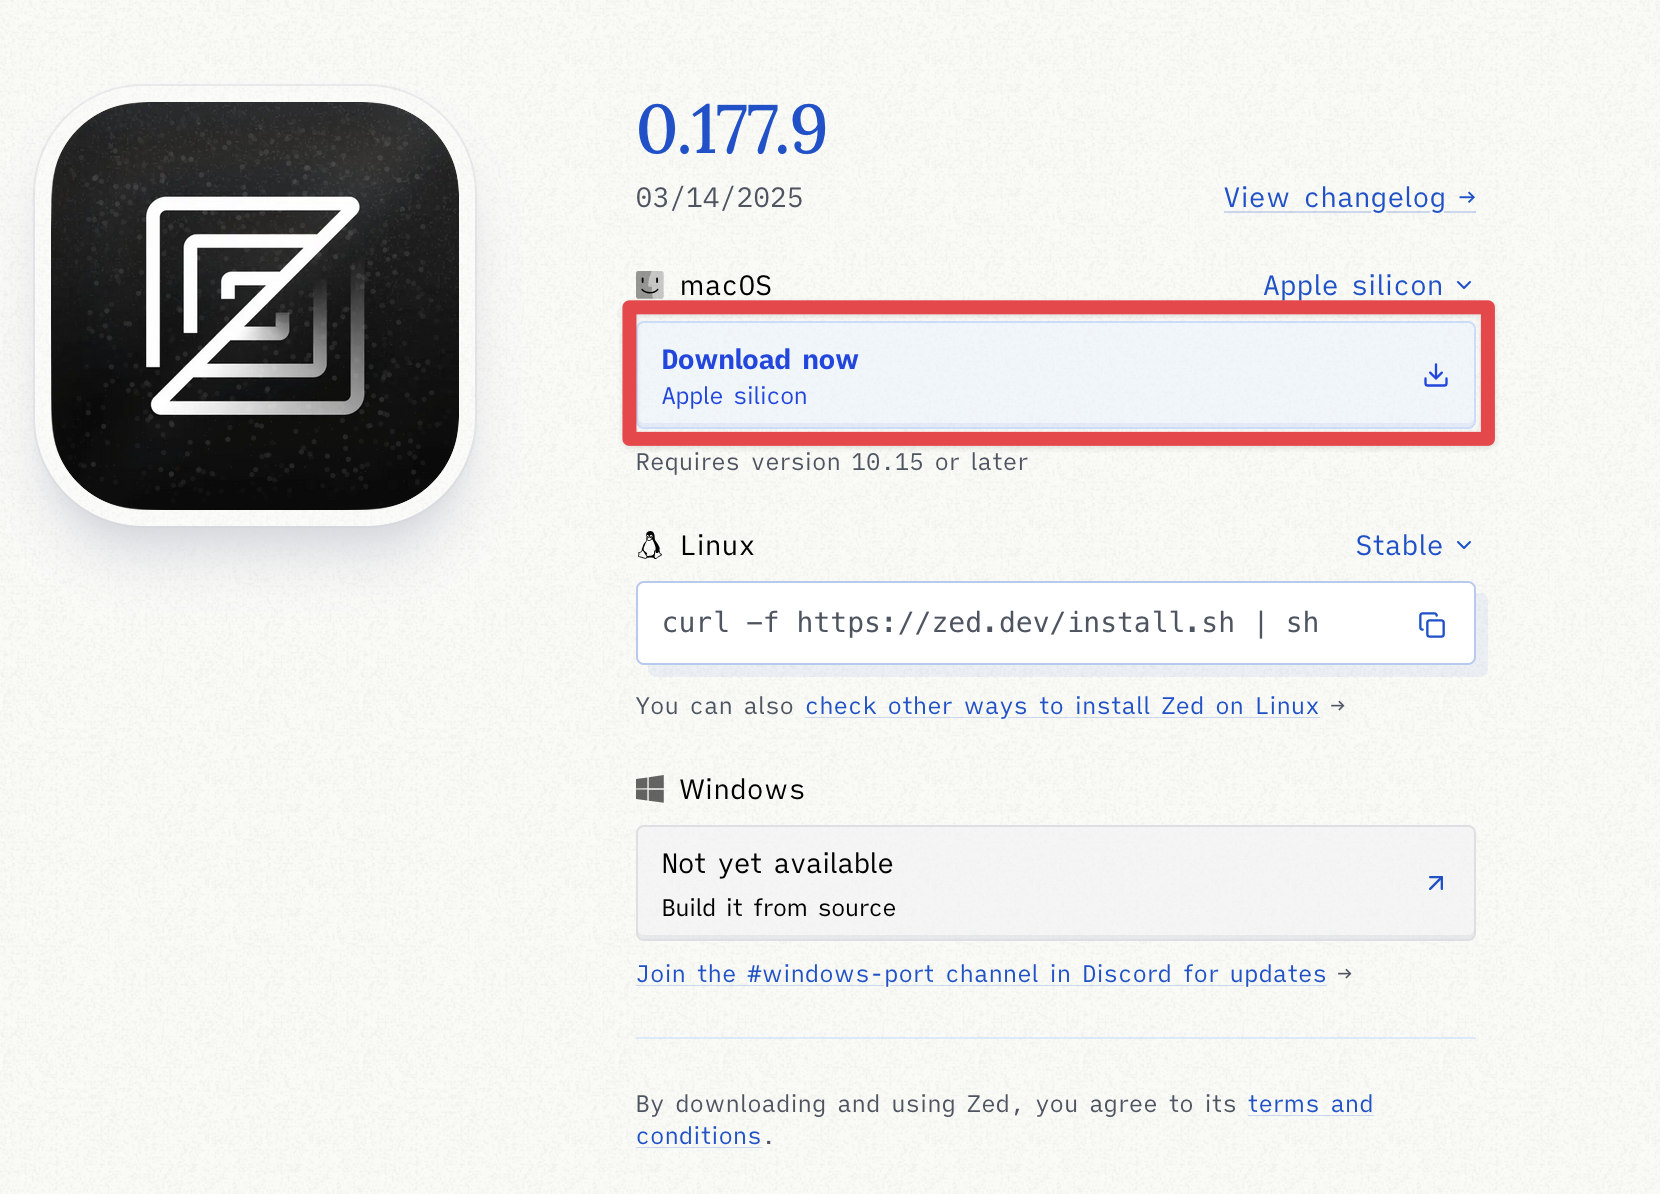 0.177.9
03/14/2025
View changelog →
macOS
Apple silicon
Download now
Apple silicon
Requires version 10.15 or later
Linux
Stable
curl -f https://zed.dev/install.sh | sh
You can also check other ways to install Zed on Linux →
Windows
Not yet available
Build it from source
Join the #windows-port channel in Discord for updates →
By downloading and using Zed, you agree to its terms and
conditions.